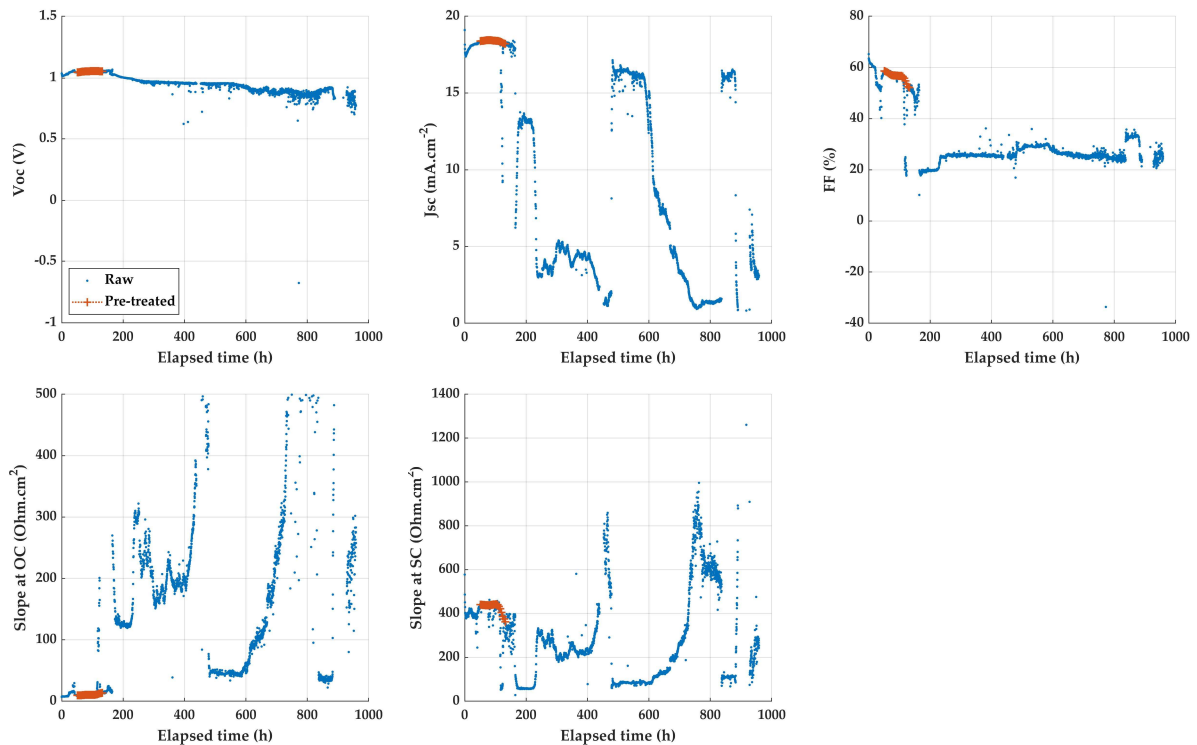 1.5
1
0.5
0
-0.5
-1
Voc (V)
Raw
Pre-treated
0 200 400 600 800 1000
Elapsed time (h)
20
15
10
5
0
Jsc (mA.cm-2)
0 200 400 600 800 1000
Elapsed time (h)
80
60
40
20
0
-20
-40
FF (%)
0 200 400 600 800 1000
Elapsed time (h)
500
400
300
200
100
0
Slope at OC (Ohm.cm2)
0 200 400 600 800 1000
Elapsed time (h)
1400
1200
1000
800
600
400
200
0
Slope at SC (Ohm.cm2)
0 200 400 600 800 1000
Elapsed time (h)